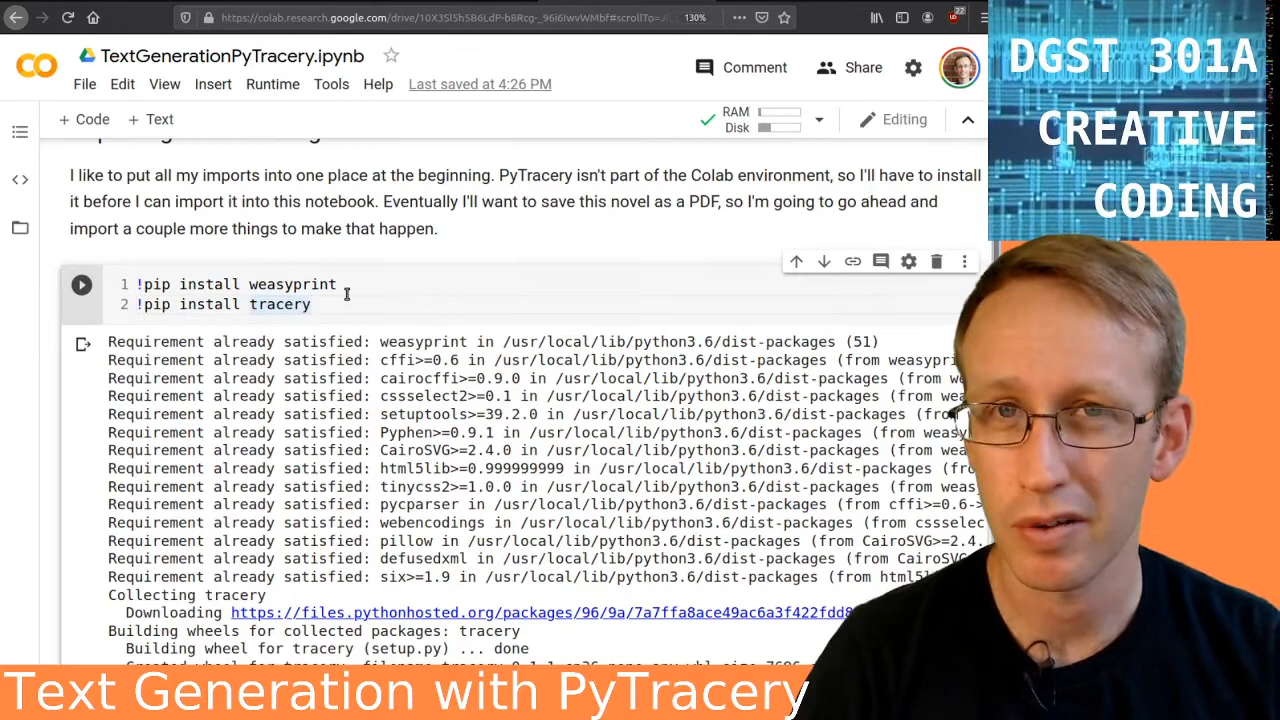 https://colab.research.google.com/drive/10X3Sl5h5B6LdP-b8Rcg-_96i6IwvWMbf#scrollTo=
130%
22
TextGenerationPyTracery.ipynb
Comment
Share
File Edit View Insert Runtime Tools Help Last saved at 4:26 PM
+ Code + Text
RAM
Disk
Editing
I like to put all my imports into one place at the beginning. PyTracery isn't part of the Colab environment, so I'll have to install
it before I can import it into this notebook. Eventually I'll want to save this novel as a PDF, so I'm going to go ahead and
import a couple more things to make that happen.
1 !pip install weasyprint
2 !pip install tracery
Requirement already satisfied: weasyprint in /usr/local/lib/python3.6/dist-packages (51)
Requirement already satisfied: cffi>=0.6 in /usr/local/lib/python3.6/dist-packages (from weasypri
Requirement already satisfied: cairocffi>=0.9.0 in /usr/local/lib/python3.6/dist-packages (from wea
Requirement already satisfied: cssselect2>=0.1 in /usr/local/lib/python3.6/dist-packages (from wea
Requirement already satisfied: setuptools>=39.2.0 in /usr/local/lib/python3.6/dist-packages (fro
Requirement already satisfied: Pyphen>=0.9.1 in /usr/local/lib/python3.6/dist-packages (from weasy
Requirement already satisfied: CairoSVG>=2.4.0 in /usr/local/lib/python3.6/dist-packages (from wea
Requirement already satisfied: html5lib>=0.999999999 in /usr/local/lib/python3.6/dist-packages (fr
Requirement already satisfied: tinycss2>=1.0.0 in /usr/local/lib/python3.6/dist-packages (from wea
Requirement already satisfied: pycparser in /usr/local/lib/python3.6/dist-packages (from cffi>=0.6->
Requirement already satisfied: webencodings in /usr/local/lib/python3.6/dist-packages (from cssselec
Requirement already satisfied: pillow in /usr/local/lib/python3.6/dist-packages (from CairoSVG>=2.4.
Requirement already satisfied: defusedxml in /usr/local/lib/python3.6/dist-packages (from CairoSVG>
Requirement already satisfied: six>=1.9 in /usr/local/lib/python3.6/dist-packages (from html5l
Collecting tracery
Downloading https://files.pythonhosted.org/packages/96/9a/7a7ffa8ace49ac6a3f422fdd8
Building wheels for collected packages: tracery
Building wheel for tracery (setup.py) ... done
DGST 301A
CREATIVE
CODING
Text Generation with PyTracery